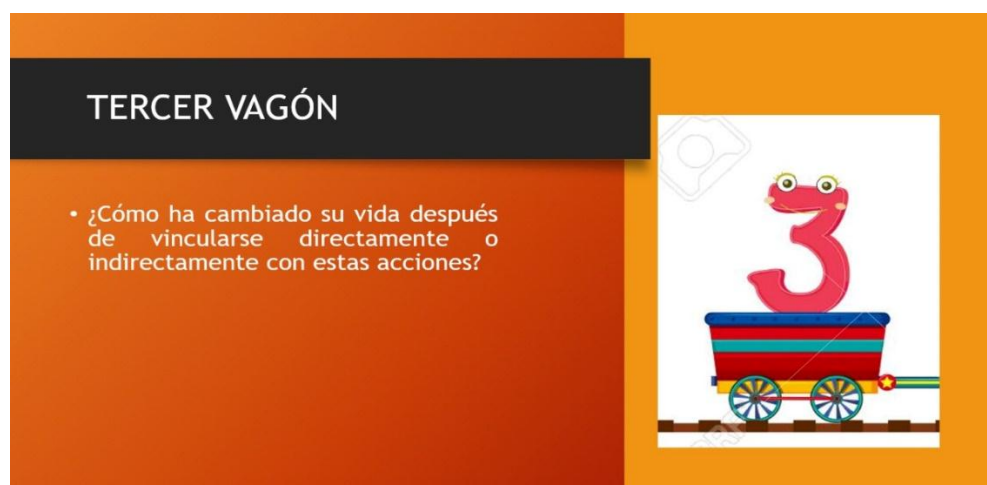 TERCER VAGÓN
• ¿Cómo ha cambiado su vida después
de vincularse directamente o
indirectamente con estas acciones?
3